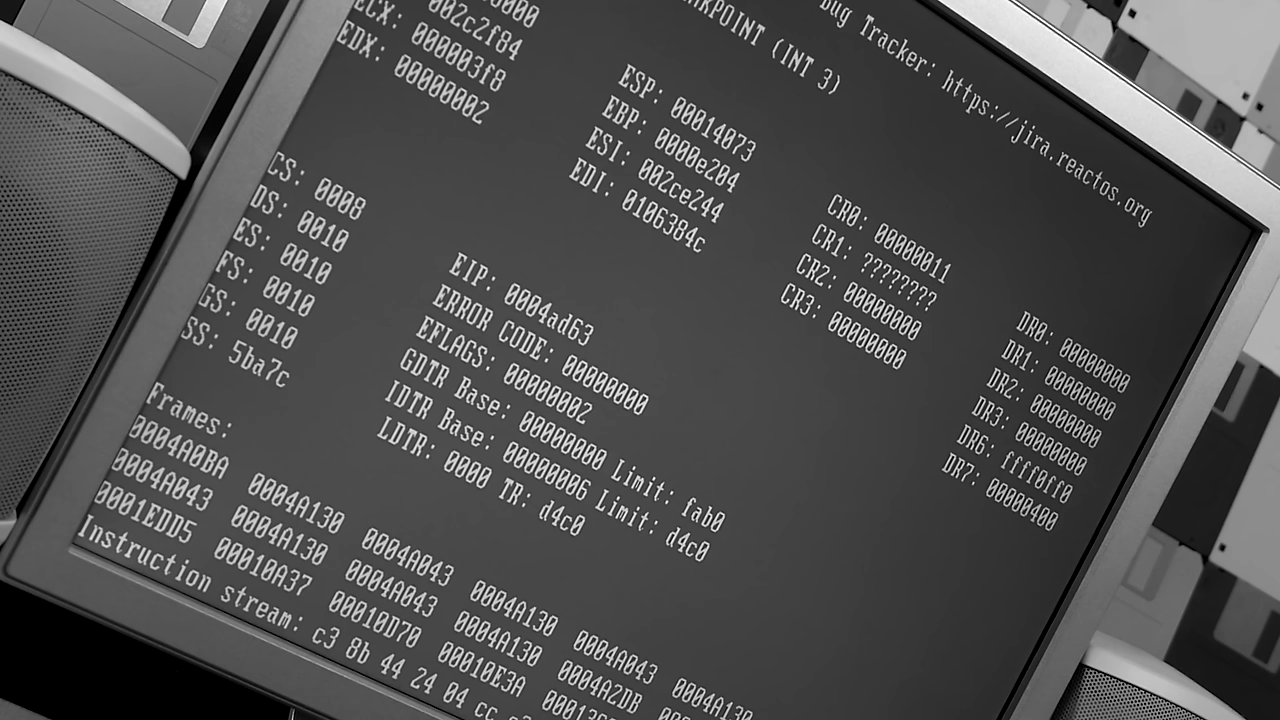 Bug Tracker: https://jira.reactos.org
(INT 3)
002c2f84
ECX: 000003f8
EDX: 00000002
ESP: 00014073
EBP: 0000e204
ESI: 002ce244
EDI: 0106384c
CR0: 00000011
CR1: ????????
CR2: 00000000
CR3: 00000000
DR0: 00000000
DR1: 00000000
DR2: 00000000
DR3: 00000000
DR6: ffff0ff0
DR7: 00000400
CS: 0008
DS: 0010
ES: 0010
FS: 0010
GS: 0010
SS: 5ba7c
EIP: 0004ad63
ERROR CODE: 00000000
EFLAGS: 00000002
GDTR Base: 00000000 Limit: fab0
IDTR Base: 00000006 Limit: d4c0
LDTR: 0000 TR: d4c0
Frames:
0004A0BA 0004A130 0004A043 0004A130 0004A043 0004A130
0004A043 0004A130 0004A043 0004A130 0004A2DB
0001EDD5 00010A37 00010D70 00010E3A
Instruction stream: c3 8b 44 24 04 cc